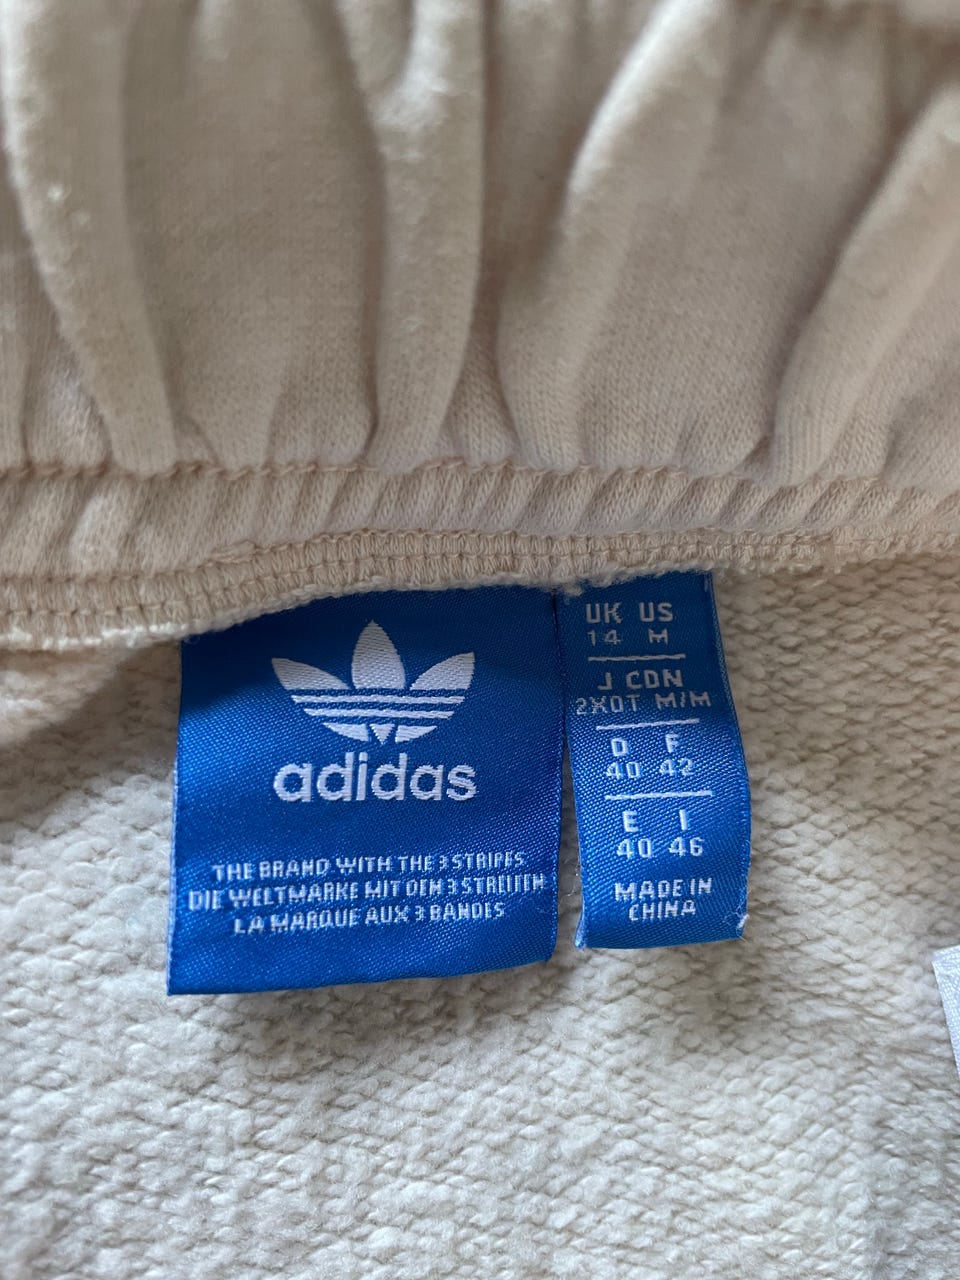 adidas
THE BRAND WITH THE 3 STRIPES
DIE WELTMARKE MIT DEN 3 STREIFEN
LA MARQUE AUX 3 BANDES
UK US
14 M
J CDN
2XOT M/M
D F
40 42
E I
40 46
MADE IN
CHINA